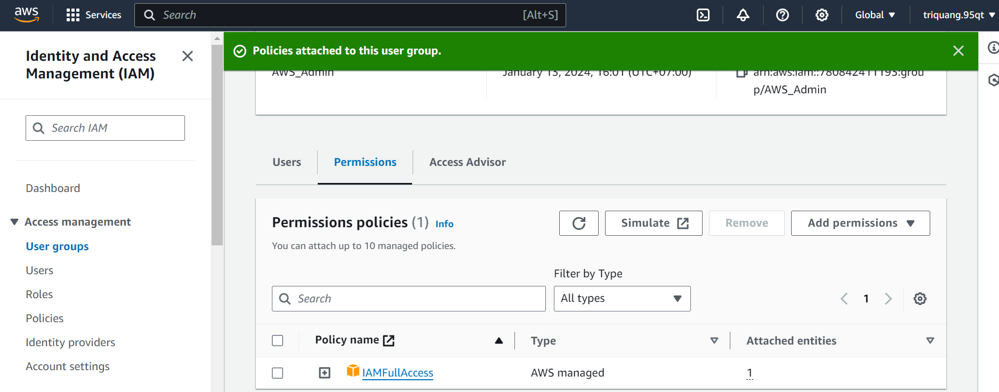 aws
Services
Search
[Alt+S]
Global
triquang.95qt
Identity and Access
Management (IAM)
Search IAM
Dashboard
Access management
User groups
Users
Roles
Policies
Identity providers
Account settings
Policies attached to this user group.
AWS_Admin
January 13, 2024, 16:01 (UTC+07:00)
arn:aws:iam::780842411193:grou
p/AWS_Admin
Users
Permissions
Access Advisor
Permissions policies (1) Info
You can attach up to 10 managed policies.
Simulate
Remove
Add permissions
Filter by Type
Search
All types
1
Policy name
Type
Attached entities
IAMFullAccess
AWS managed
1